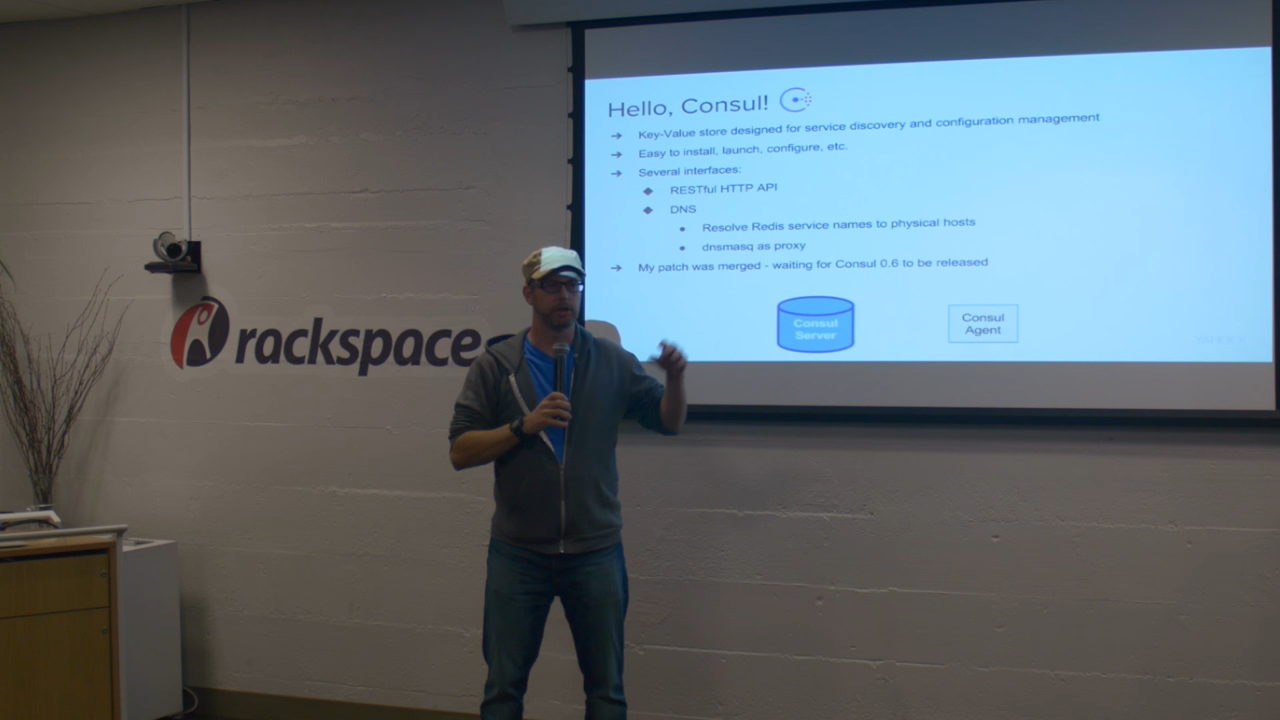 Hello, Consul!
Key-Value store designed for service discovery and configuration management
Easy to install, launch, configure, etc.
Several interfaces:
RESTful HTTP API
DNS
Resolve Redis service names to physical hosts
dnsmasq as proxy
My patch was merged - waiting for Consul 0.6 to be released
Consul
Server
Consul
Agent
rackspace